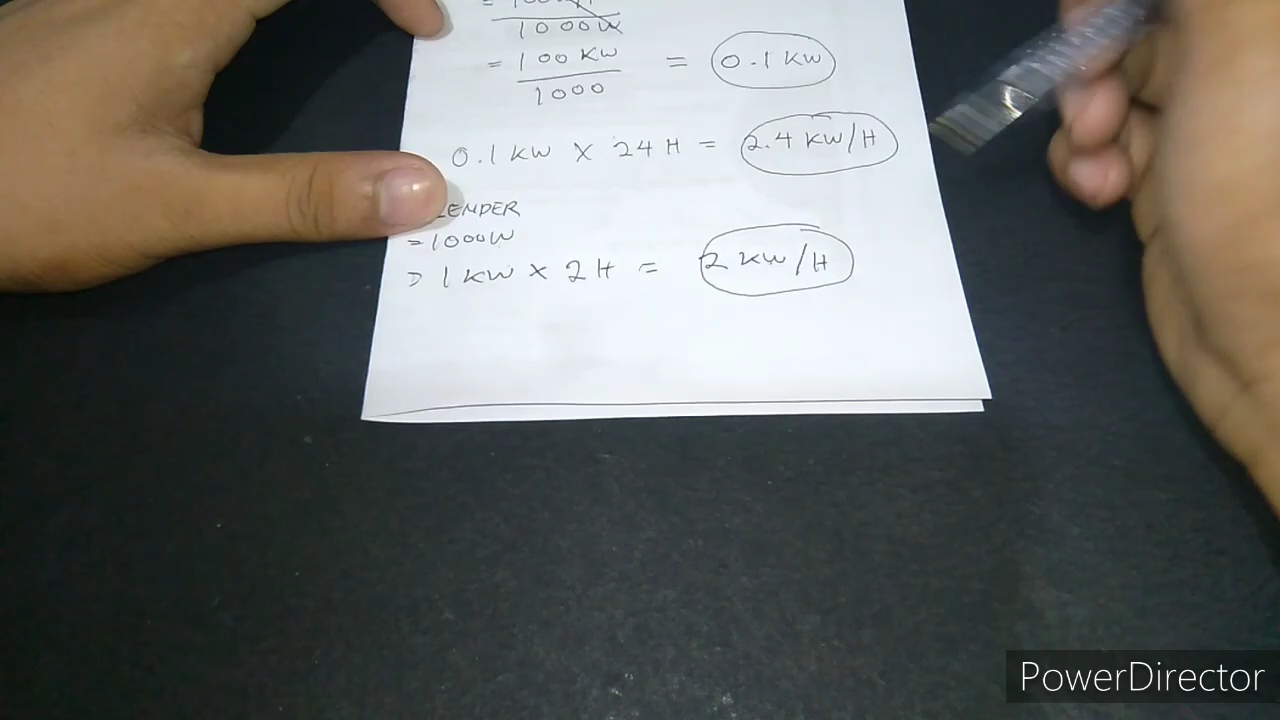 1000W
= 100 KW = 0.1 KW
1000
0.1 KW X 24 H = 2.4 KW/H
LENDER
= 1000W
1 KW X 2 H = 2 KW/H
PowerDirector